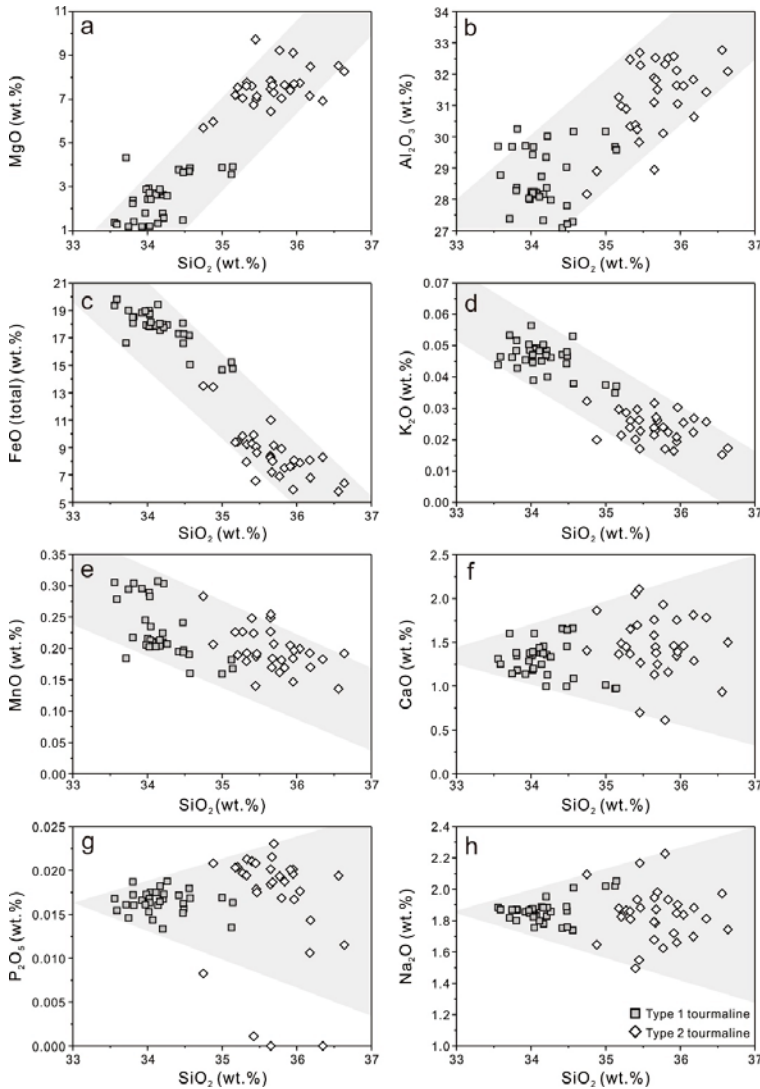 a
MgO (wt.%)
11
9
7
5
3
1
33 34 35 36 37
SiO₂ (wt.%)
b
Al₂O₃ (wt.%)
34
33
32
31
30
29
28
27
33 34 35 36 37
SiO₂ (wt.%)
c
FeO (total) (wt.%)
21
19
17
15
13
11
9
7
5
33 34 35 36 37
SiO₂ (wt.%)
d
K₂O (wt.%)
0.07
0.06
0.05
0.04
0.03
0.02
0.01
0.00
33 34 35 36 37
SiO₂ (wt.%)
e
MnO (wt.%)
0.35
0.30
0.25
0.20
0.15
0.10
0.05
0.00
33 34 35 36 37
SiO₂ (wt.%)
f
CaO (wt.%)
2.5
2.0
1.5
1.0
0.5
0.0
33 34 35 36 37
SiO₂ (wt.%)
g
P₂O₅ (wt.%)
0.025
0.020
0.015
0.010
0.005
0.000
33 34 35 36 37
SiO₂ (wt.%)
h
Na₂O (wt.%)
2.4
2.2
2.0
1.8
1.6
1.4
1.2
1.0
Type 1 tourmaline
Type 2 tourmaline
33 34 35 36 37
SiO₂ (wt.%)